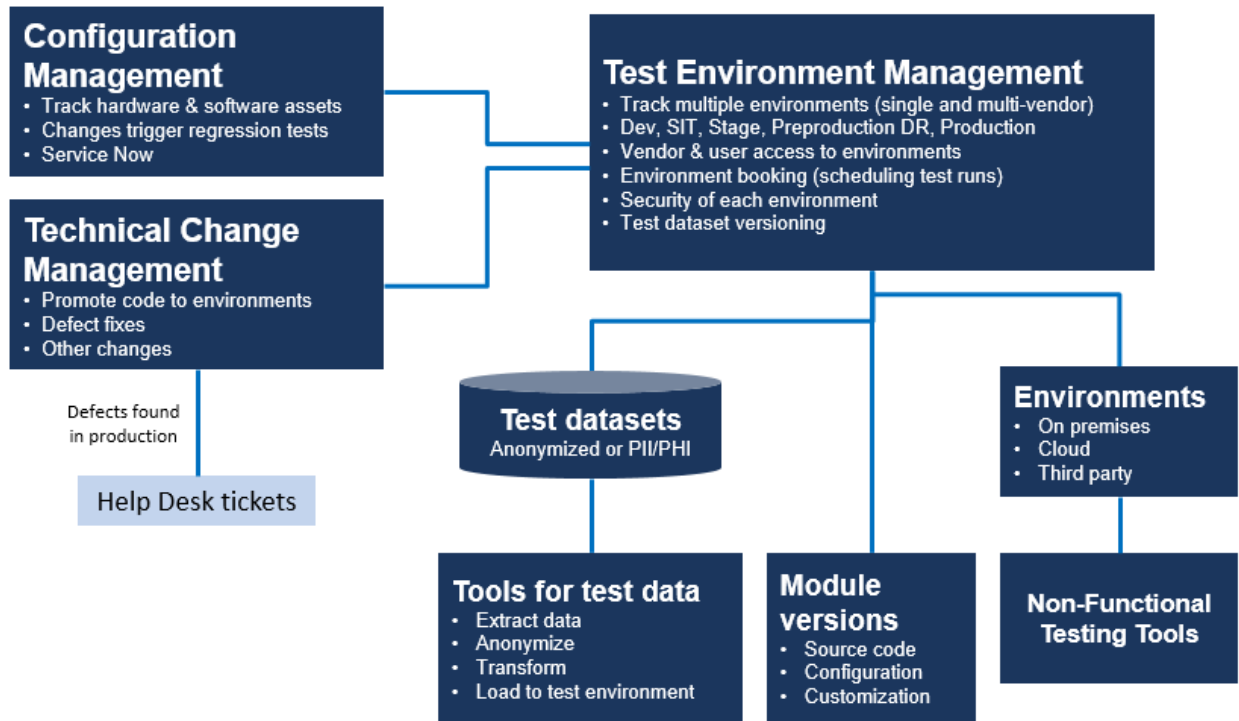 Configuration
Management
• Track hardware & software assets
• Changes trigger regression tests
• Service Now
Test Environment Management
• Track multiple environments (single and multi-vendor)
• Dev, SIT, Stage, Preproduction DR, Production
• Vendor & user access to environments
• Environment booking (scheduling test runs)
• Security of each environment
• Test dataset versioning
Technical Change
Management
• Promote code to environments
• Defect fixes
• Other changes
Defects found
in production
Help Desk tickets
Test datasets
Anonymized or PII/PHI
Environments
• On premises
• Cloud
• Third party
Tools for test data
• Extract data
• Anonymize
• Transform
• Load to test environment
Module
versions
• Source code
• Configuration
• Customization
Non-Functional
Testing Tools